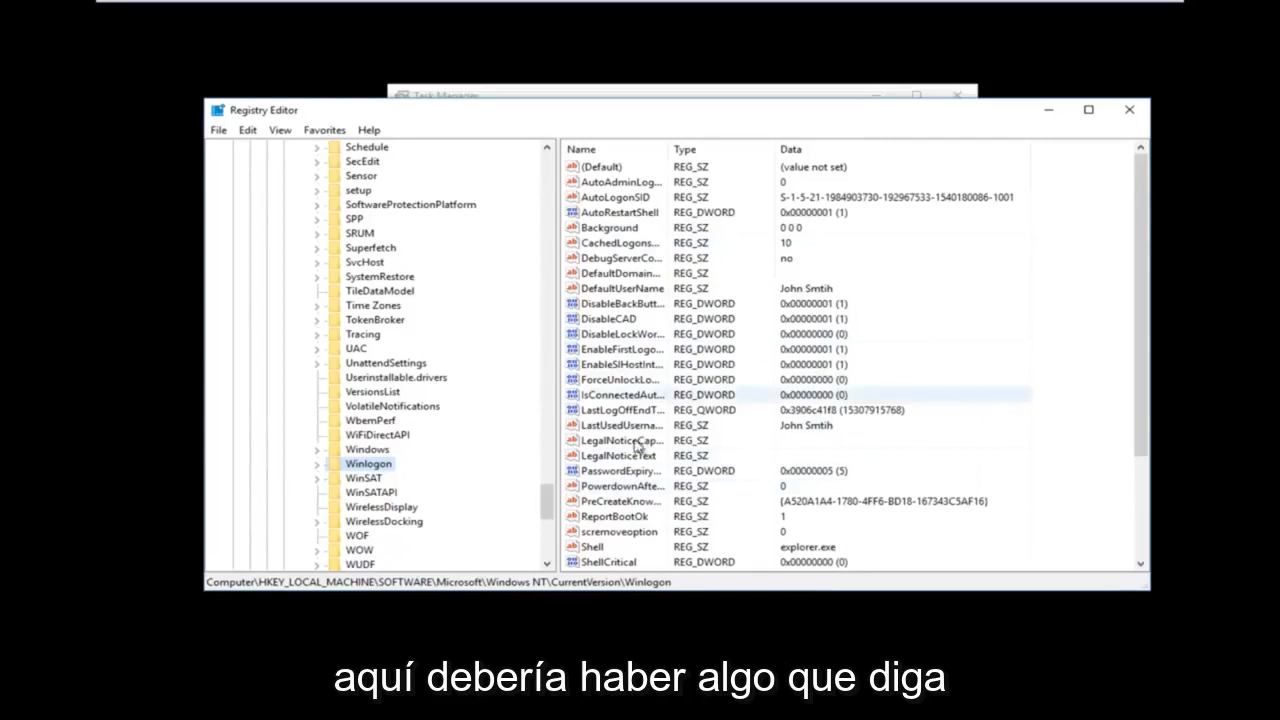 Task Manager
Registry Editor
File Edit View Favorites Help
Schedule
SecEdit
Sensor
setup
SoftwareProtectionPlatform
SPP
SRUM
Superfetch
SvcHost
SystemRestore
TileDataModel
Time Zones
TokenBroker
Tracing
UAC
UnattendSettings
Userinstallable.drivers
VersionsList
VolatileNotifications
WbemPerf
WiFiDirectAPI
Windows
Winlogon
WinSAT
WinSATAPI
WirelessDisplay
WirelessDocking
WOF
WOW
WUDF
Name Type Data
(Default) REG_SZ (value not set)
AutoAdminLog... REG_SZ 0
AutoLogonSID REG_SZ S-1-5-21-1984903730-192967533-1540180086-1001
AutoRestartShell REG_DWORD 0x00000001 (1)
Background REG_SZ 0 0 0
CachedLogons... REG_SZ 10
DebugServerCo... REG_SZ no
DefaultDomain... REG_SZ
DefaultUserName REG_SZ John Smtih
DisableBackButt... REG_DWORD 0x00000001 (1)
DisableCAD REG_DWORD 0x00000001 (1)
DisableLockWor... REG_DWORD 0x00000000 (0)
EnableFirstLogo... REG_DWORD 0x00000001 (1)
EnableSIHostInt... REG_DWORD 0x00000001 (1)
ForceUnlockLo... REG_DWORD 0x00000000 (0)
IsConnectedAut... REG_DWORD 0x00000000 (0)
LastLogOffEndT... REG_QWORD 0x3906c41f8 (15307915768)
LastUsedUserna... REG_SZ John Smtih
LegalNoticeCap... REG_SZ
LegalNoticeText REG_SZ
PasswordExpiry... REG_DWORD 0x00000005 (5)
PowerdownAfte... REG_SZ 0
PreCreateKnow... REG_SZ {A520A1A4-1780-4FF6-BD18-167343C5AF16}
ReportBootOk REG_SZ 1
scremoveoption REG_SZ 0
Shell REG_SZ explorer.exe
ShellCritical REG_DWORD 0x00000000 (0)
Computer\HKEY_LOCAL_MACHINE\SOFTWARE\Microsoft\Windows NT\CurrentVersion\Winlogon
aquí debería haber algo que diga